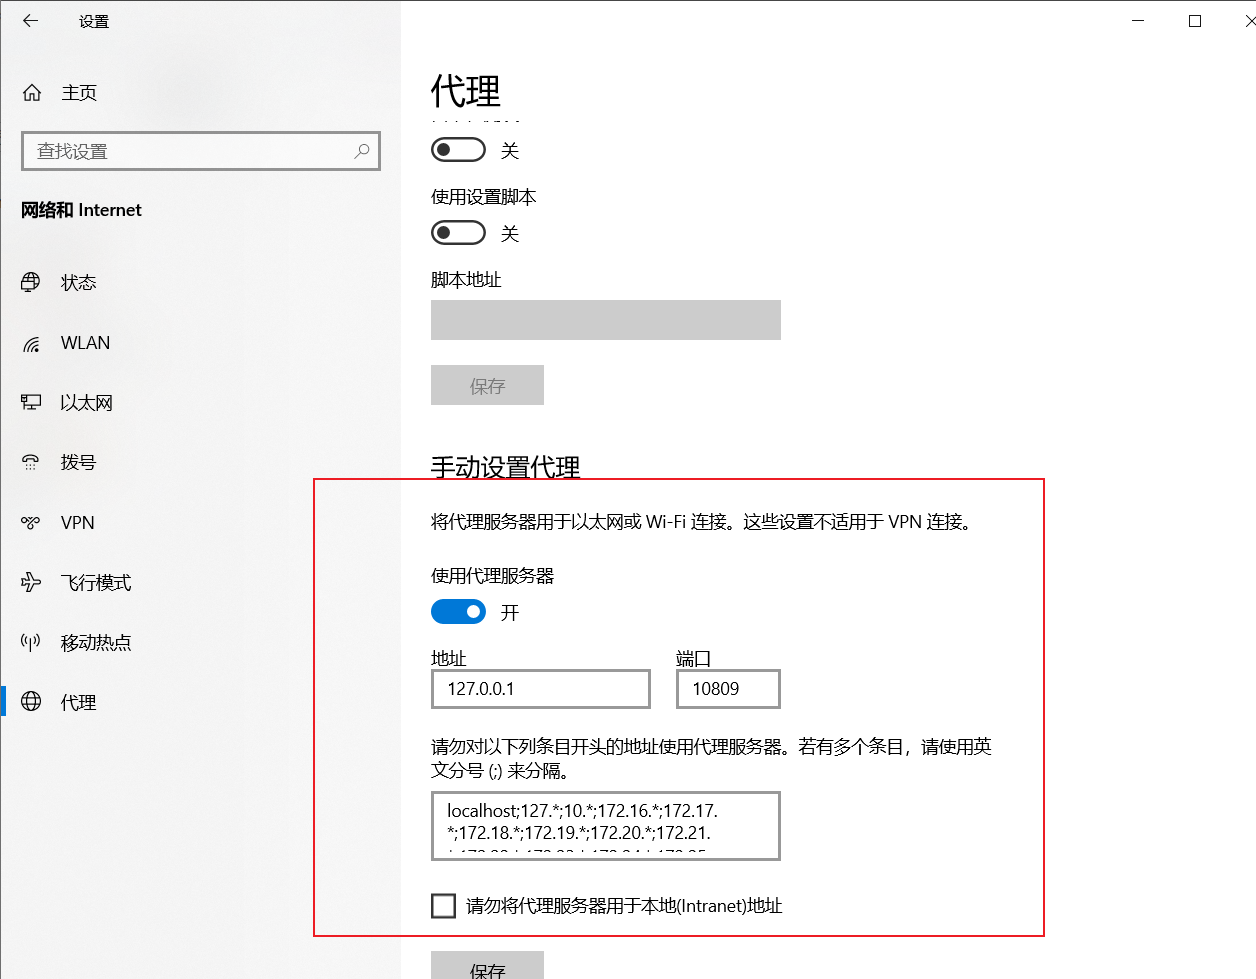 设置
主页
查找设置
网络和 Internet
状态
WLAN
以太网
拨号
VPN
飞行模式
移动热点
代理
代理
关
使用设置脚本
关
脚本地址
保存
手动设置代理
将代理服务器用于以太网或 Wi-Fi 连接。这些设置不适用于 VPN 连接。
使用代理服务器
开
地址
端口
127.0.0.1
10809
请勿对以下列条目开头的地址使用代理服务器。若有多个条目，请使用英
文分号 (;) 来分隔。
localhost;127.*;10.*;172.16.*;172.17.
*;172.18.*;172.19.*;172.20.*;172.21.
请勿将代理服务器用于本地(Intranet)地址
保存